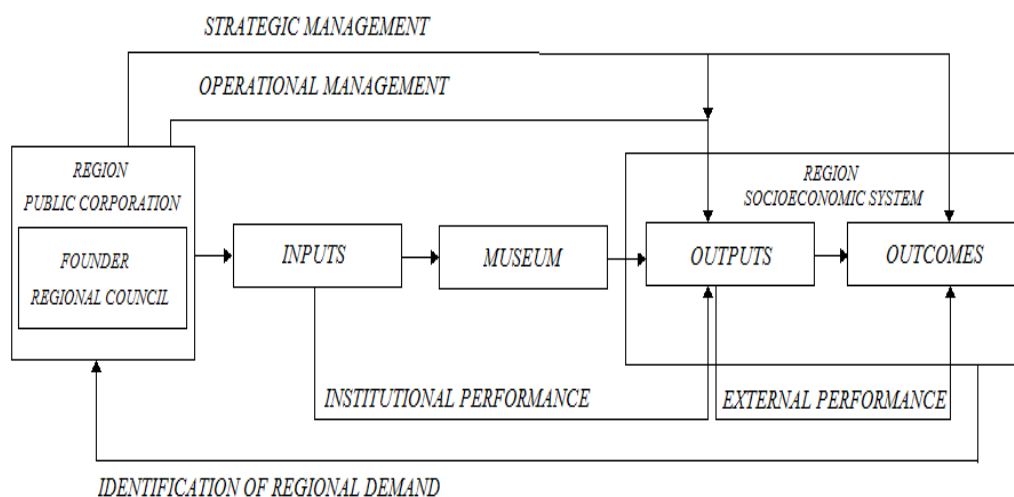 STRATEGIC MANAGEMENT
OPERATIONAL MANAGEMENT
REGION
PUBLIC CORPORATION
FOUNDER
REGIONAL COUNCIL
INPUTS
MUSEUM
REGION
SOCIOECONOMIC SYSTEM
OUTPUTS
OUTCOMES
INSTITUTIONAL PERFORMANCE
EXTERNAL PERFORMANCE
IDENTIFICATION OF REGIONAL DEMAND